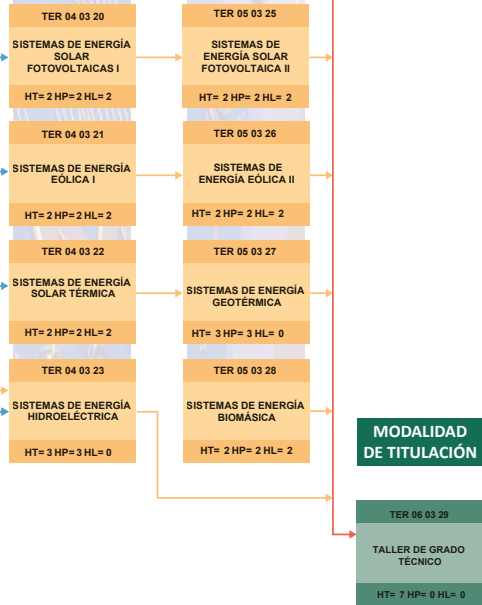 TER 04 03 20
SISTEMAS DE ENERGÍA
SOLAR
FOTOVOLTAICAS I
HT= 2 HP= 2 HL= 2
TER 05 03 25
SISTEMAS DE
ENERGÍA SOLAR
FOTOVOLTAICA II
HT= 2 HP= 2 HL= 2
TER 04 03 21
SISTEMAS DE ENERGÍA
EÓLICA I
HT= 2 HP= 2 HL= 2
TER 05 03 26
SISTEMAS DE
ENERGÍA EÓLICA II
HT= 2 HP= 2 HL= 2
TER 04 03 22
SISTEMAS DE ENERGÍA
SOLAR TÉRMICA
HT= 2 HP= 2 HL= 2
TER 05 03 27
SISTEMAS DE ENERGÍA
GEOTÉRMICA
HT= 3 HP= 3 HL= 0
TER 04 03 23
SISTEMAS DE ENERGÍA
HIDROELÉCTRICA
HT= 3 HP= 3 HL= 0
TER 05 03 28
SISTEMAS DE ENERGÍA
BIOMÁSICA
HT= 2 HP= 2 HL= 2
MODALIDAD
DE TITULACIÓN
TER 06 03 29
TALLER DE GRADO
TÉCNICO
HT= 7 HP= 0 HL= 0